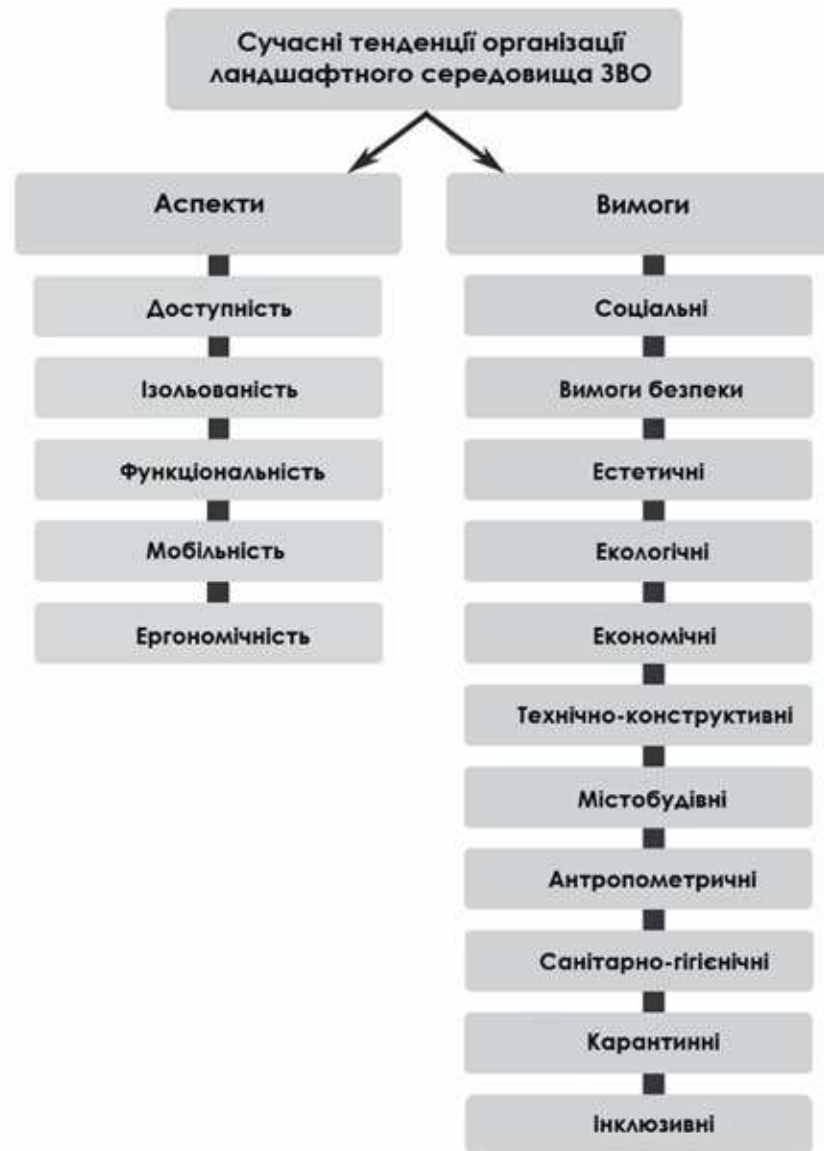 Сучасні тенденції організації
ландшафтного середовища ЗВО
Аспекти
Доступність
Ізольованість
Функціональність
Мобільність
Ергономічність
Вимоги
Соціальні
Вимоги безпеки
Естетичні
Екологічні
Економічні
Технічно-конструктивні
Містобудівні
Антропометричні
Санітарно-гігієнічні
Карантинні
Інклюзивні